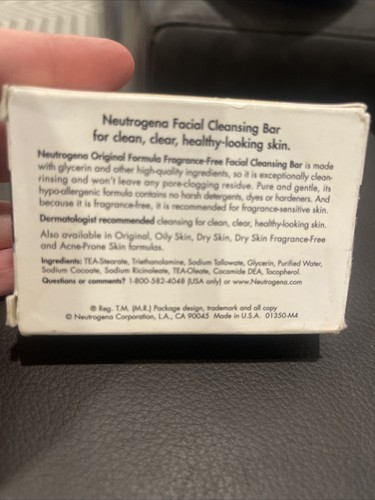 Neutrogena Facial Cleansing Bar
for clean, clear, healthy-looking skin.
Neutrogena Original Formula Fragrance-Free Facial Cleansing Bar is made
with glycerin and other high-quality ingredients, so it is exceptionally clean-
rinsing and won't leave any pore-clogging residue. Pure and gentle, its
hypo-allergenic formula contains no harsh detergents, dyes or hardeners. And
because it is fragrance-free, it is recommended for fragrance-sensitive skin.
Dermatologist recommended cleansing for clean, clear, healthy-looking skin.
Also available in Original, Oily Skin, Dry Skin, Dry Skin Fragrance-Free
and Acne-Prone Skin formulas.
Ingredients: TEA-Stearate, Triethanolamine, Sodium Tallowate, Glycerin, Purified Water,
Sodium Cocoate, Sodium Ricinoleate, TEA-Oleate, Cocamide DEA, Tocopherol.
Questions or comments? 1-800-582-4048 (USA only) or www.Neutrogena.com
® Reg. T.M. (M.R.) Package design, trademark and all copy
© Neutrogena Corporation, L.A., CA 90045 Made in U.S.A. 01350-M4